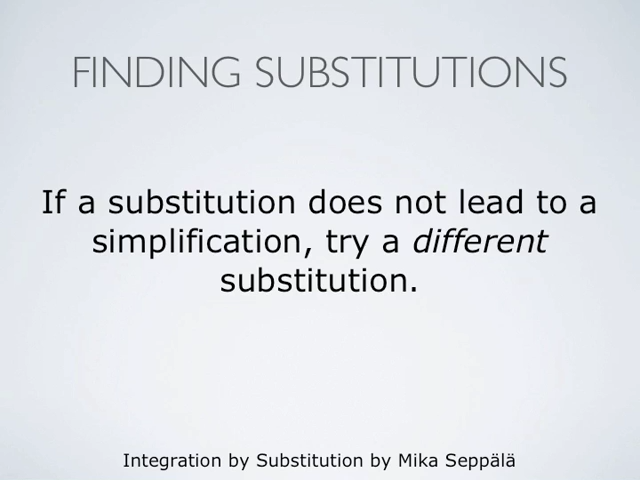 FINDING SUBSTITUTIONS
If a substitution does not lead to a
simplification, try a different
substitution.
Integration by Substitution by Mika Seppälä